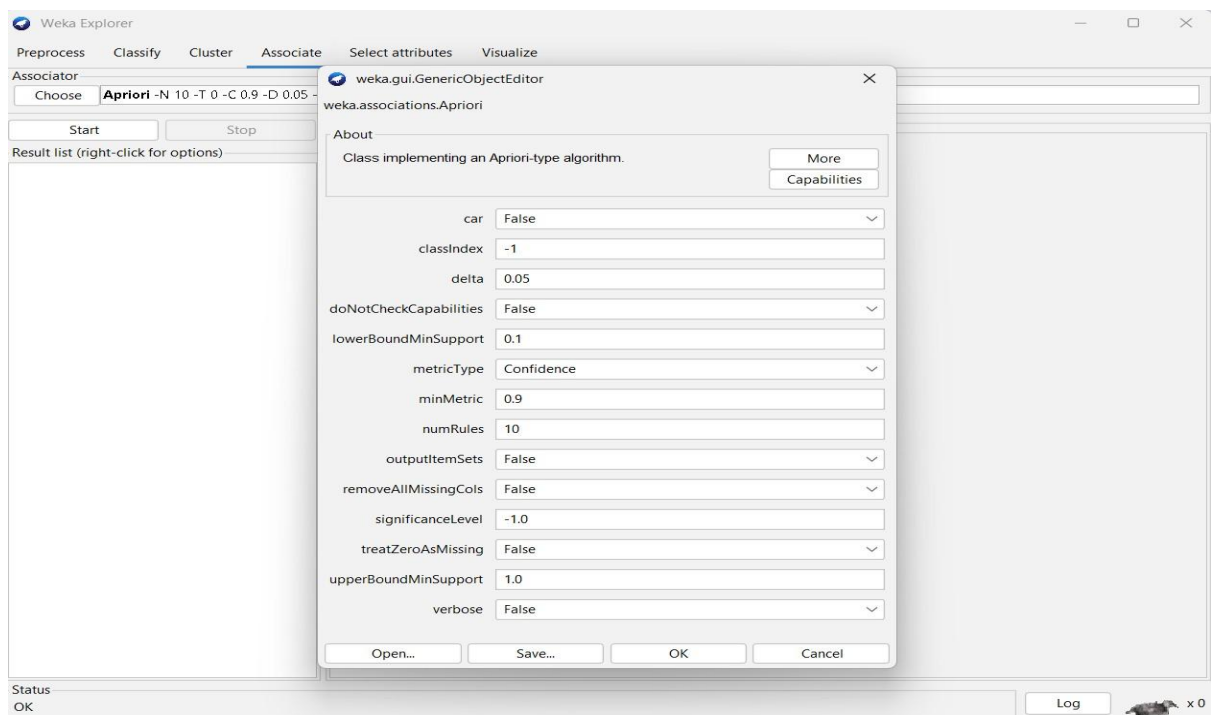 Weka Explorer
Preprocess Classify Cluster Associate Select attributes Visualize
Associator
Choose Apriori -N 10 -T 0 -C 0.9 -D 0.05 -
Start Stop
Result list (right-click for options)
weka.gui.GenericObjectEditor
weka.associations.Apriori
About
Class implementing an Apriori-type algorithm.
More
Capabilities
car False
classIndex -1
delta 0.05
doNotCheckCapabilities False
lowerBoundMinSupport 0.1
metricType Confidence
minMetric 0.9
numRules 10
outputItemSets False
removeAllMissingCols False
significanceLevel -1.0
treatZeroAsMissing False
upperBoundMinSupport 1.0
verbose False
Open... Save... OK Cancel
Status
OK
Log x 0